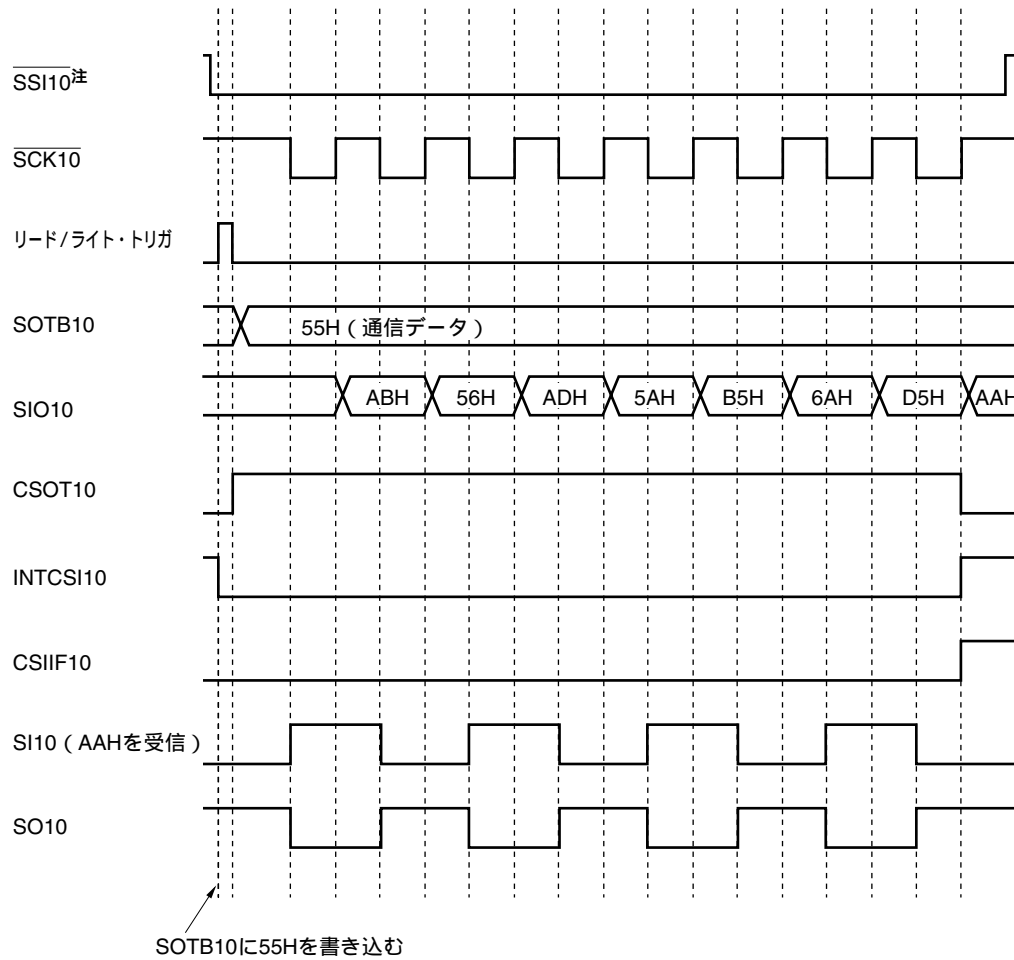 SSI10注
SCK10
リード/ライト・トリガ
SOTB10
55H（通信データ）
SIO10
ABH
56H
ADH
5AH
B5H
6AH
D5H
AAH
CSOT10
INTCSI10
CSIIF10
SI10（AAHを受信）
SO10
SOTB10に55Hを書き込む